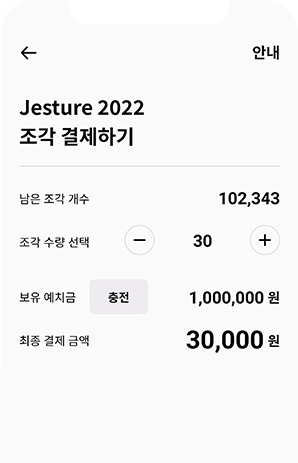 안내
Jesture 2022
조각 결제하기
남은 조각 개수 102,343
조각 수량 선택 − 30 +
보유 예치금 충전 1,000,000 원
최종 결제 금액 30,000 원